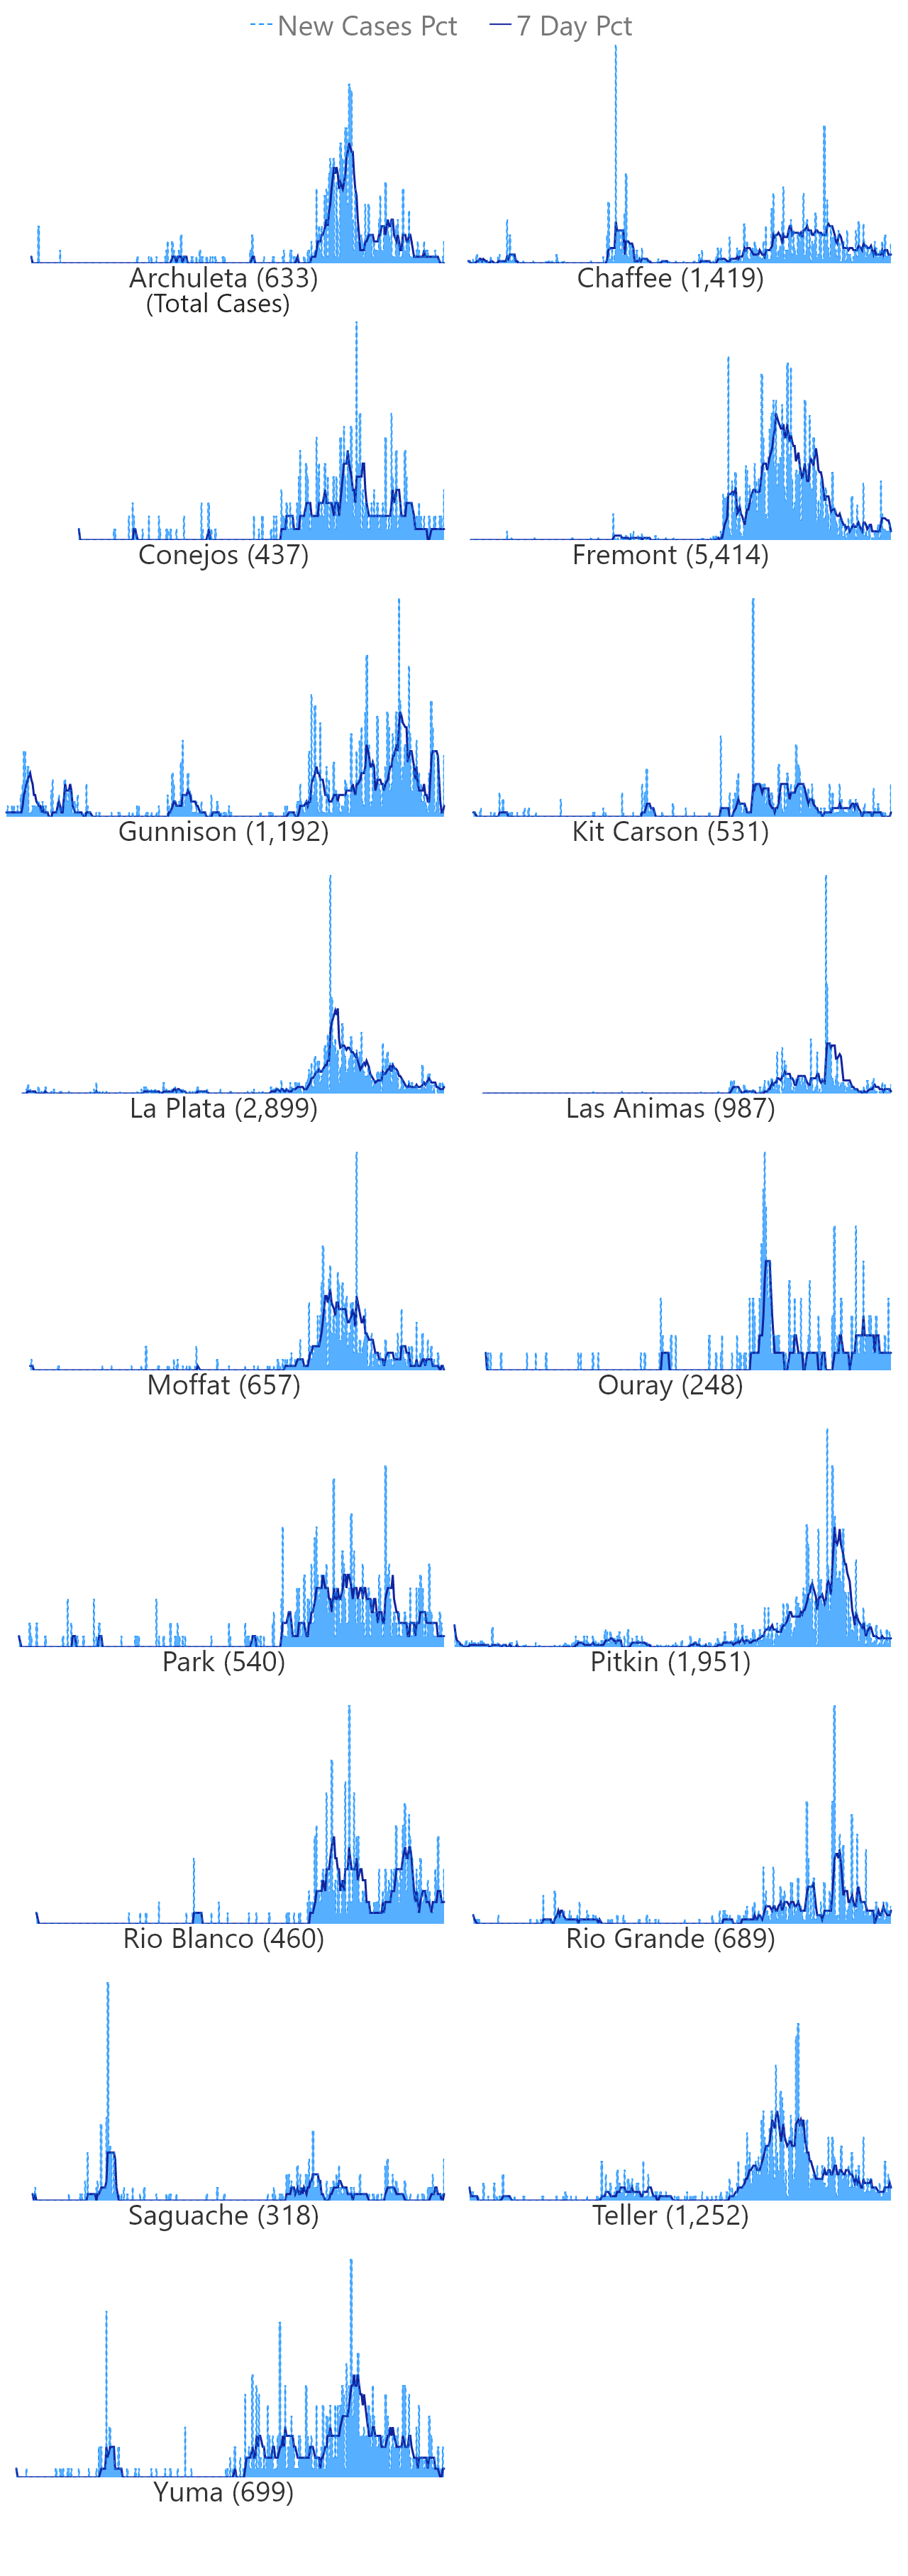 New Cases Pct 7 Day Pct
Archuleta (633) Chaffee (1,419)
(Total Cases)
Conejos (437) Fremont (5,414)
Gunnison (1,192) Kit Carson (531)
La Plata (2,899) Las Animas (987)
Moffat (657) Ouray (248)
Park (540) Pitkin (1,951)
Rio Blanco (460) Rio Grande (689)
Saguache (318) Teller (1,252)
Yuma (699)